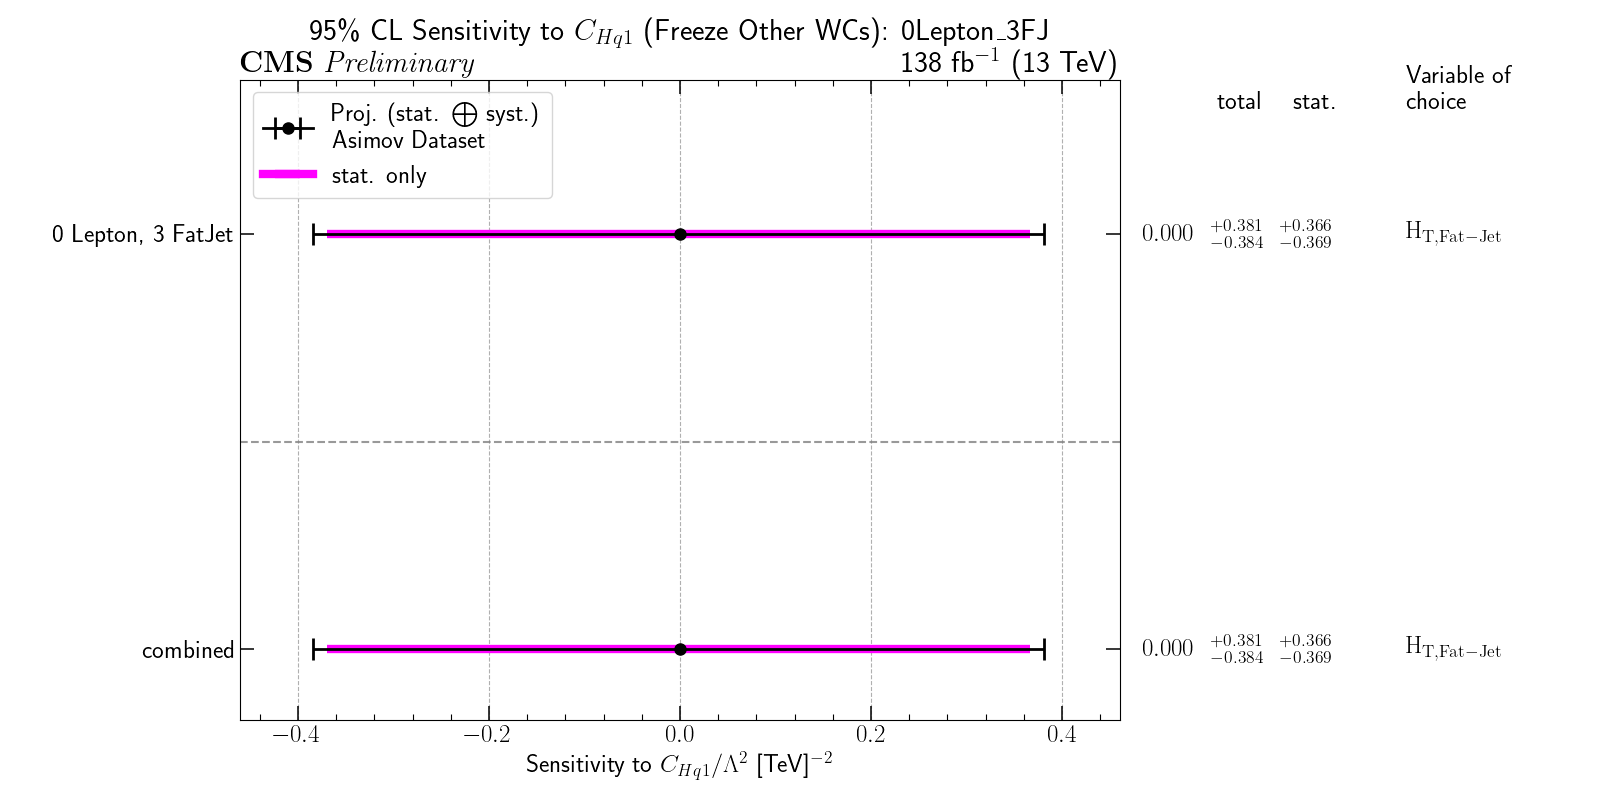 95% CL Sensitivity to C_{Hq1} (Freeze Other WCs): 0Lepton_3FJ
CMS Preliminary 138 fb^{−1} (13 TeV)
Variable of
total stat. choice
Proj. (stat. ⨁ syst.)
Asimov Dataset
stat. only
0 Lepton, 3 FatJet 0.000 +0.381 −0.384 +0.366 −0.369 H_{T,Fat−Jet}
combined 0.000 +0.381 −0.384 +0.366 −0.369 H_{T,Fat−Jet}
−0.4 −0.2 0.0 0.2 0.4
Sensitivity to C_{Hq1}/Λ^2 [TeV]^{−2}